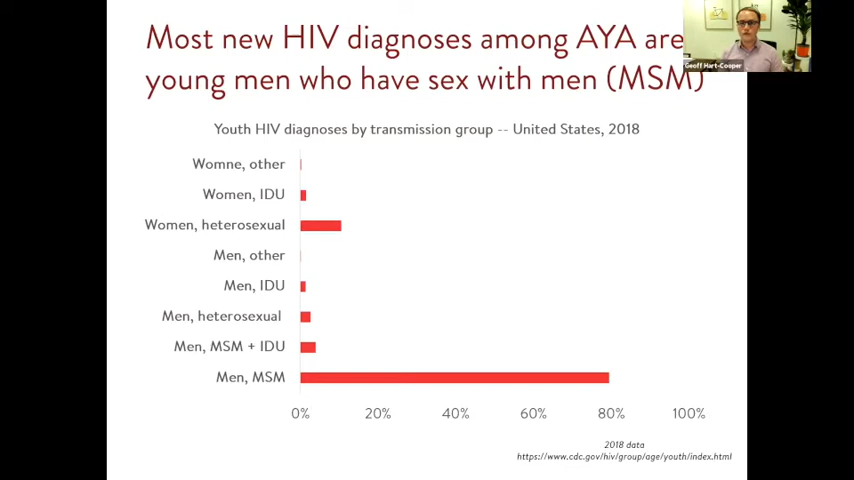 Most new HIV diagnoses among AYA are
young men who have sex with men (MSM)
Geoff Hart-Cooper
Youth HIV diagnoses by transmission group -- United States, 2018
Womne, other
Women, IDU
Women, heterosexual
Men, other
Men, IDU
Men, heterosexual
Men, MSM + IDU
Men, MSM
0% 20% 40% 60% 80% 100%
2018 data
https://www.cdc.gov/hiv/group/age/youth/index.html